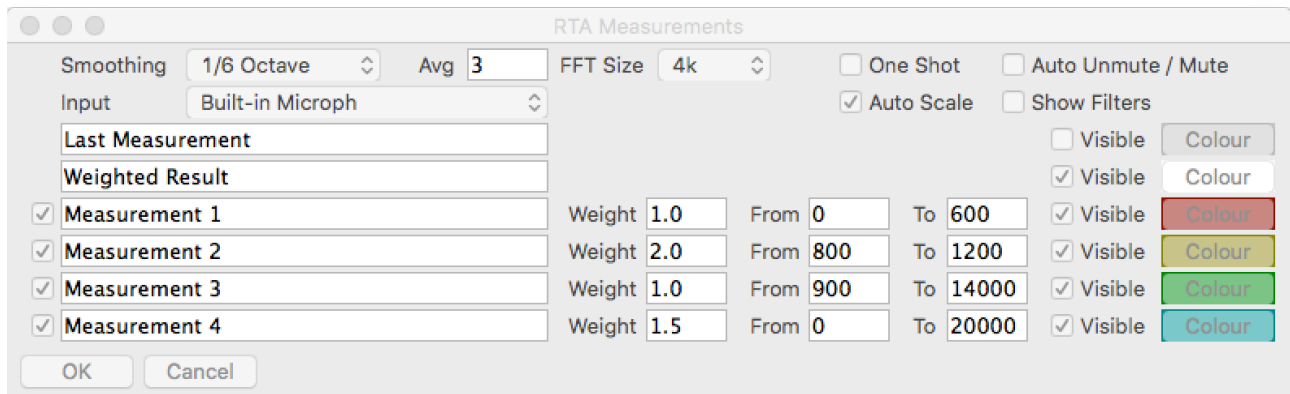 RTA Measurements
Smoothing 1/6 Octave Avg 3 FFT Size 4k One Shot Auto Unmute / Mute
Input Built-in Microph Auto Scale Show Filters
Last Measurement Visible Colour
Weighted Result Visible Colour
Measurement 1 Weight 1.0 From 0 To 600 Visible Colour
Measurement 2 Weight 2.0 From 800 To 1200 Visible Colour
Measurement 3 Weight 1.0 From 900 To 14000 Visible Colour
Measurement 4 Weight 1.5 From 0 To 20000 Visible Colour
OK Cancel